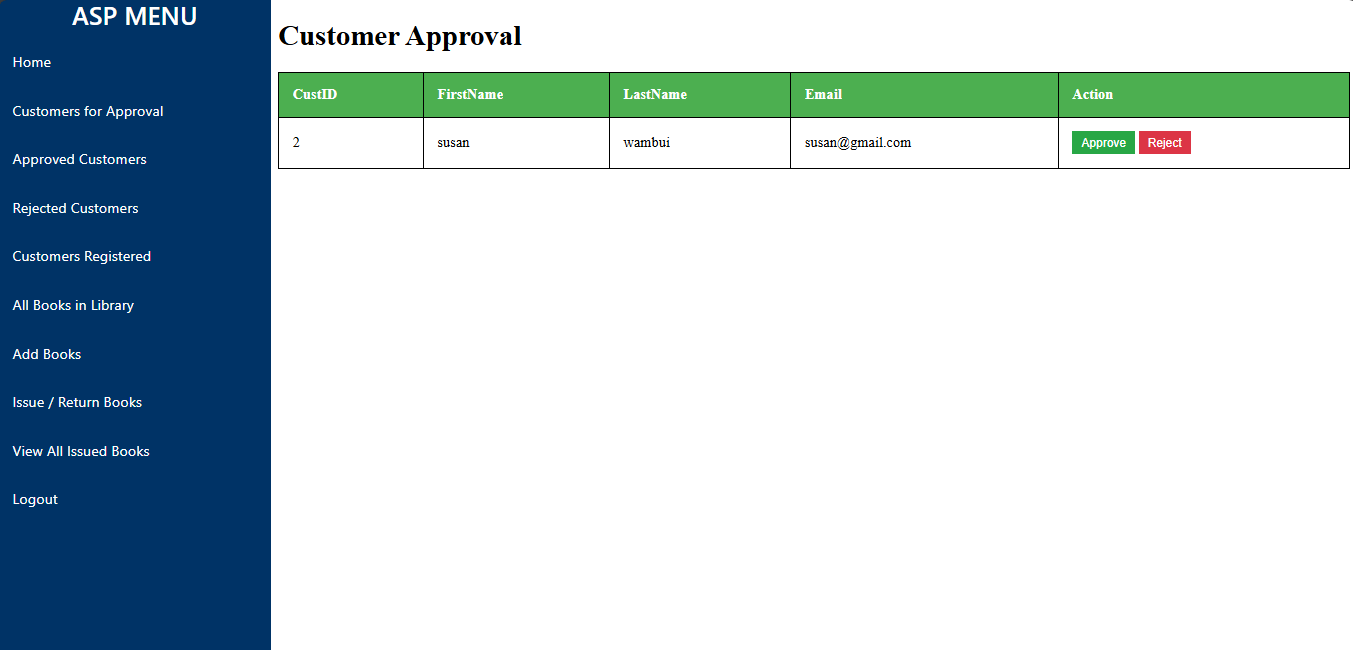 ASP MENU
Home
Customers for Approval
Approved Customers
Rejected Customers
Customers Registered
All Books in Library
Add Books
Issue / Return Books
View All Issued Books
Logout
Customer Approval
CustID FirstName LastName Email Action
2 susan wambui susan@gmail.com Approve Reject